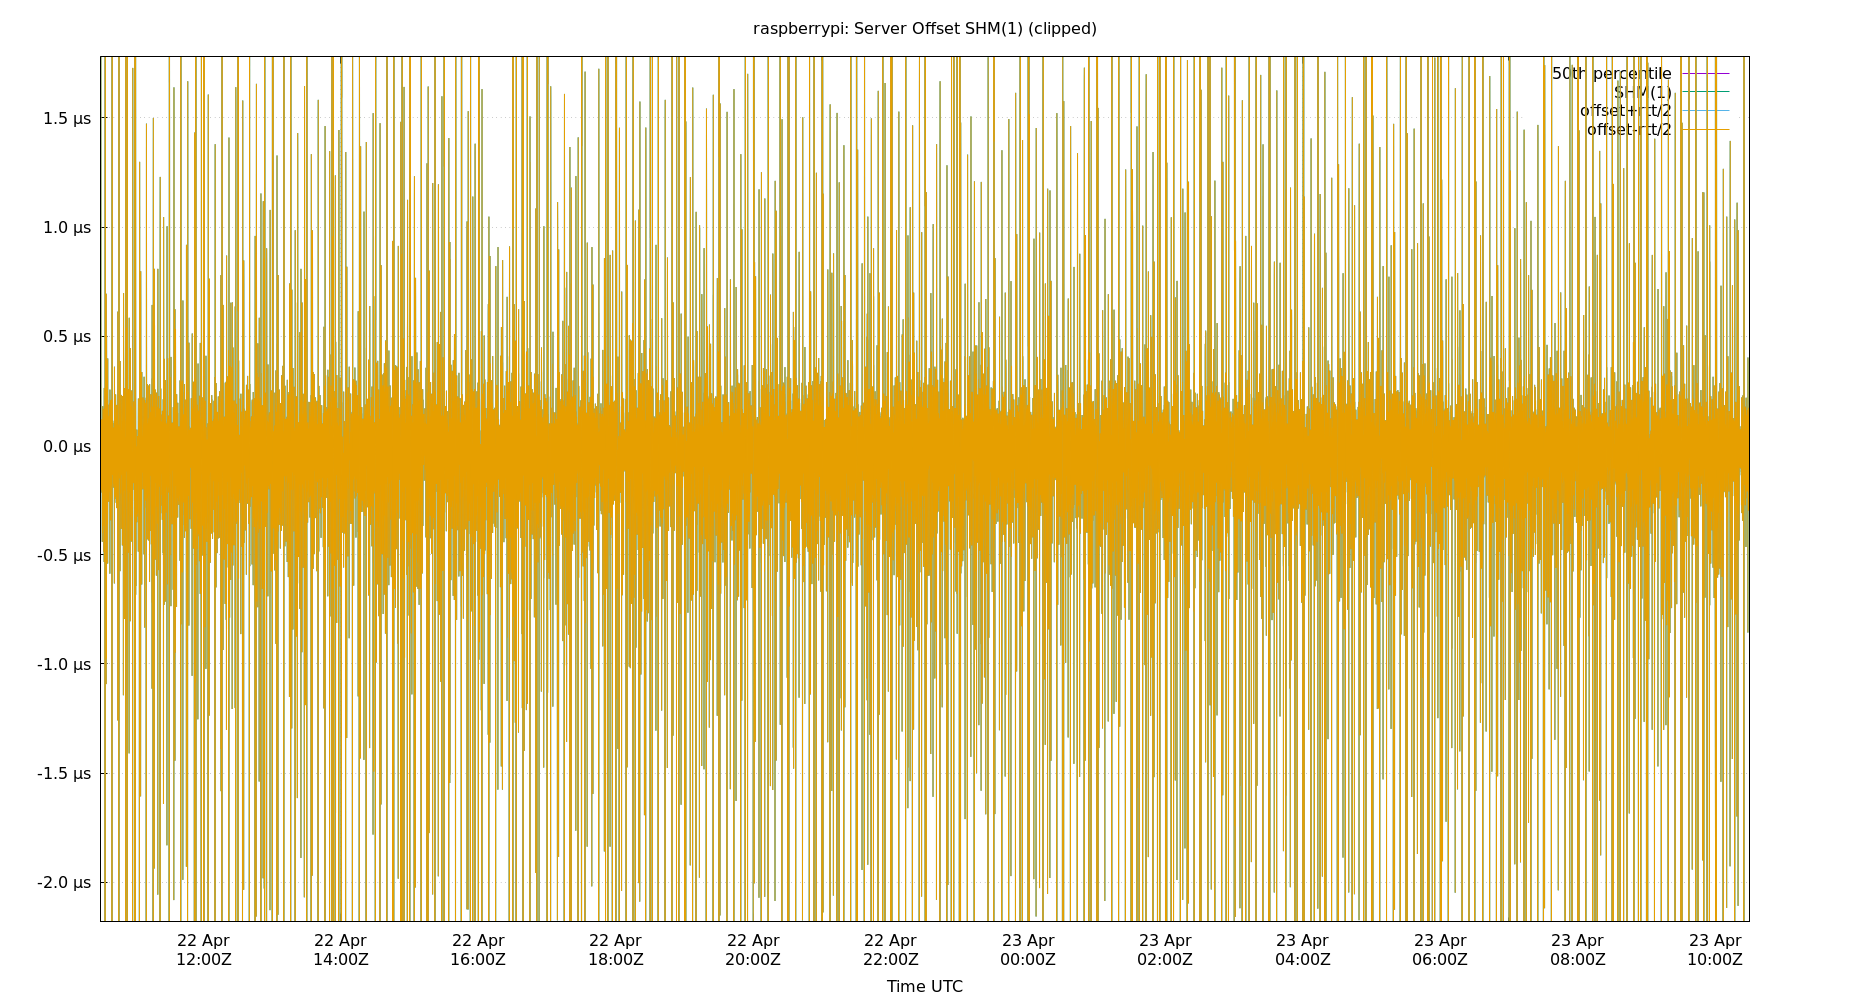 raspberrypi: Server Offset SHM(1) (clipped)
50th percentile
SHM(1)
offset+rtt/2
offset-rtt/2
1.5 µs
1.0 µs
0.5 µs
0.0 µs
-0.5 µs
-1.0 µs
-1.5 µs
-2.0 µs
22 Apr 22 Apr 22 Apr 22 Apr 22 Apr 22 Apr 23 Apr 23 Apr 23 Apr 23 Apr 23 Apr 23 Apr
12:00Z 14:00Z 16:00Z 18:00Z 20:00Z 22:00Z 00:00Z 02:00Z 04:00Z 06:00Z 08:00Z 10:00Z
Time UTC